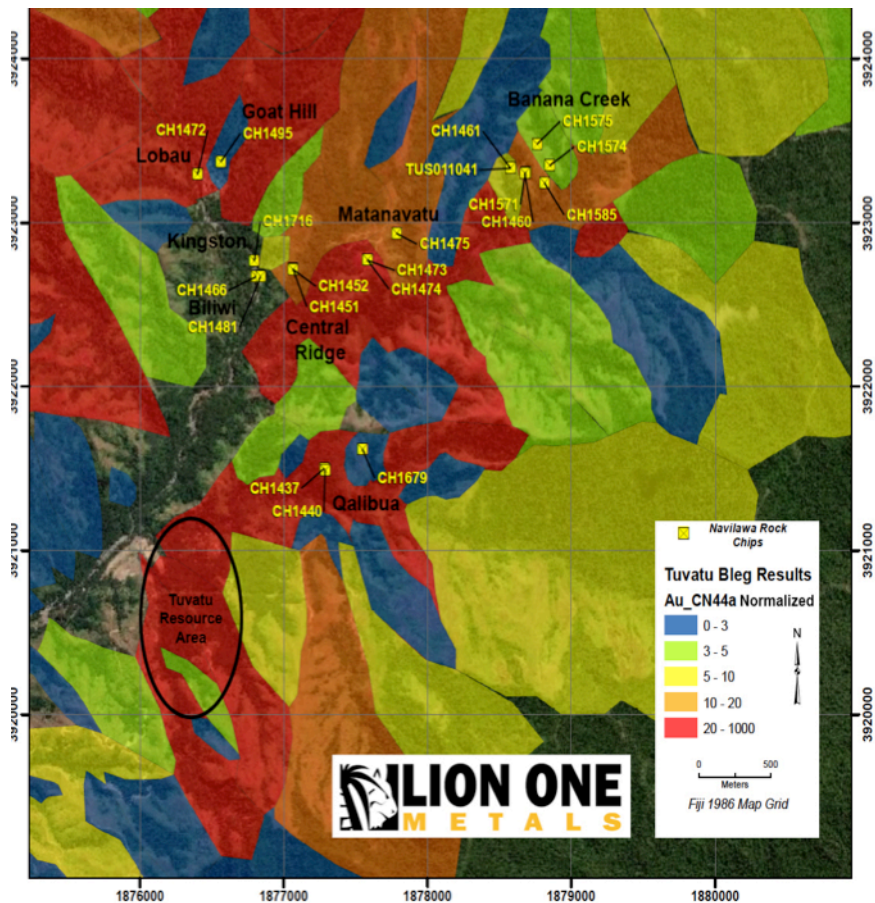 3924000
3924000
Banana Creek
Goat Hill
CH1575
CH1472
CH1461
CH1495
CH1574
Lobau
TUS011041
CH1571
CH1460
CH1585
3923000
3923000
Matanavatu
CH1716
Kingston
CH1475
CH1473
CH1466
CH1452
CH1474
Biliwi
CH1451
CH1481
Central
Ridge
3922000
3922000
CH1679
CH1437
Qalibua
CH1440
3921000
3921000
Navilawa Rock
Chips
Tuvatu Bleg Results
Au_CN44a Normalized
0 - 3
3 - 5
5 - 10
10 - 20
20 - 1000
N
0 500
Meters
Fiji 1986 Map Grid
Tuvatu
Resource
Area
3920000
3920000
LION ONE
METALS
1876000 1877000 1878000 1879000 1880000